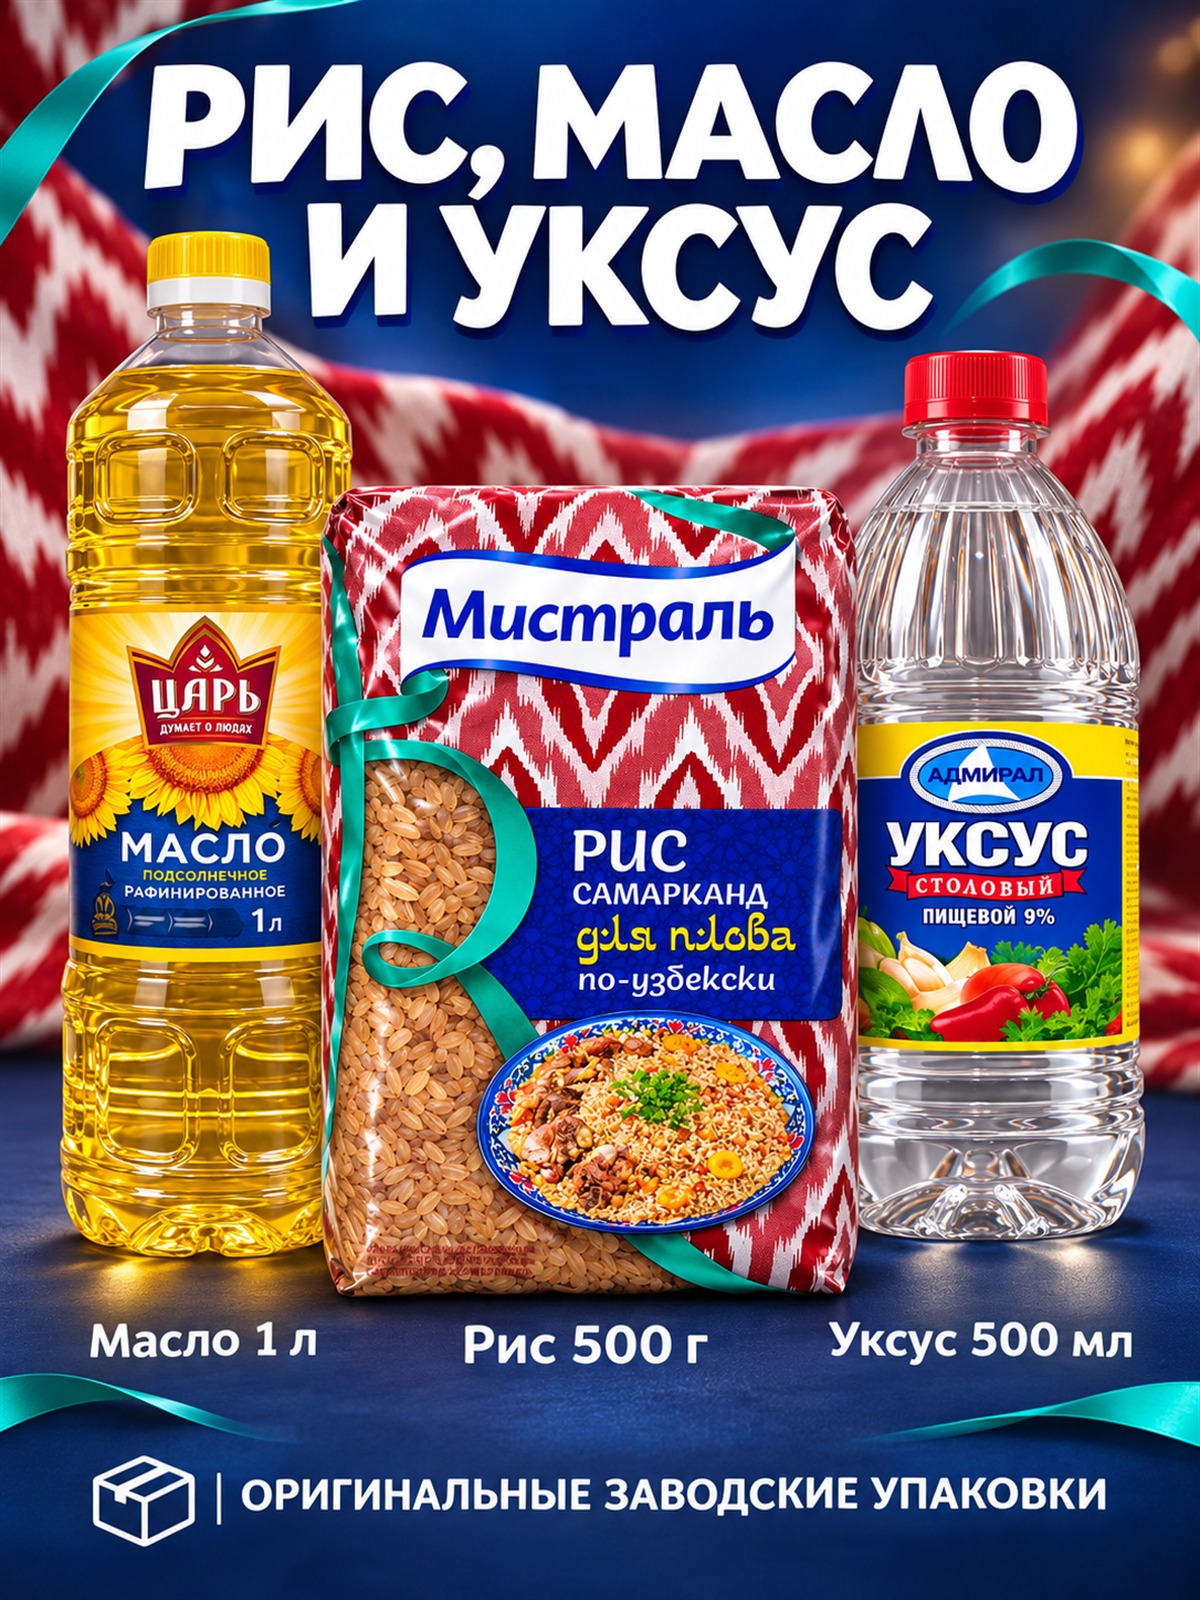 РИС, МАСЛО
И УКСУС
ЦАРЬ
ДУМАЕТ О ЛЮДЯХ
МАСЛО
ПОДСОЛНЕЧНОЕ
РАФИНИРОВАННОЕ
1 л
Мистраль
РИС
САМАРКАНД
для плова
по-узбекски
АДМИРАЛ
УКСУС
СТОЛОВЫЙ
ПИЩЕВОЙ 9%
Масло 1 л
Рис 500 г
Уксус 500 мл
ОРИГИНАЛЬНЫЕ ЗАВОДСКИЕ УПАКОВКИ